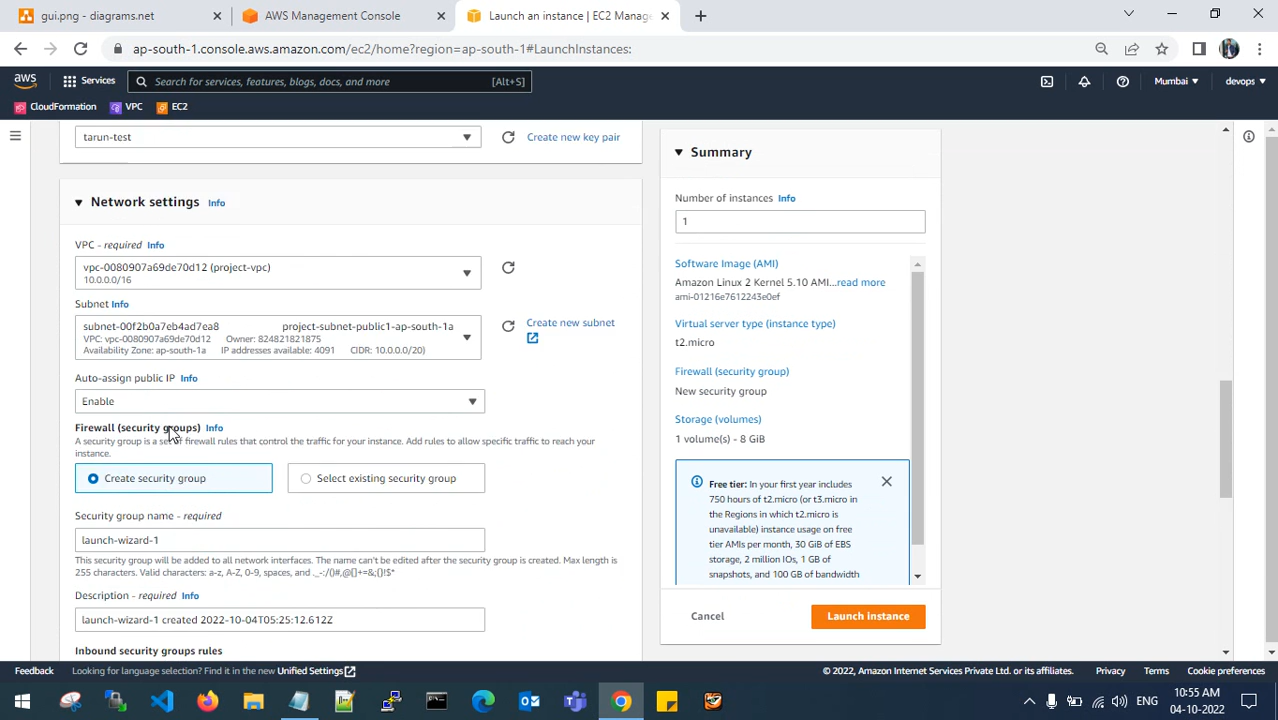 gui.png - diagrams.net
AWS Management Console
Launch an instance | EC2 Manage
ap-south-1.console.aws.amazon.com/ec2/home?region=ap-south-1#LaunchInstances:
aws
Services
Search for services, features, blogs, docs, and more
[Alt+S]
Mumbai
devops
CloudFormation
VPC
EC2
tarun-test
Create new key pair
Network settings Info
VPC - required Info
vpc-0080907a69de70d12 (project-vpc)
10.0.0.0/16
Subnet Info
subnet-00f2b0a7eb4ad7ea8 project-subnet-public1-ap-south-1a
VPC: vpc-0080907a69de70d12 Owner: 824821821875
Availability Zone: ap-south-1a IP addresses available: 4091 CIDR: 10.0.0.0/20)
Create new subnet
Auto-assign public IP Info
Enable
Firewall (security groups) Info
A security group is a set of firewall rules that control the traffic for your instance. Add rules to allow specific traffic to reach your
instance.
Create security group
Select existing security group
Security group name - required
launch-wizard-1
This security group will be added to all network interfaces. The name can't be edited after the security group is created. Max length is
255 characters. Valid characters: a-z, A-Z, 0-9, spaces, and ._-:/()#,@[]+=&;{}!$*
Description - required Info
launch-wizard-1 created 2022-10-04T05:25:12.612Z
Inbound security groups rules
Summary
Number of instances Info
1
Software Image (AMI)
Amazon Linux 2 Kernel 5.10 AMI...read more
ami-01216e7612243e0ef
Virtual server type (instance type)
t2.micro
Firewall (security group)
New security group
Storage (volumes)
1 volume(s) - 8 GiB
Free tier: In your first year includes
750 hours of t2.micro (or t3.micro in
the Regions in which t2.micro is
unavailable) instance usage on free
tier AMIs per month, 30 GiB of EBS
storage, 2 million IOs, 1 GB of
snapshots, and 100 GB of bandwidth
Cancel
Launch instance
Feedback
Looking for language selection? Find it in the new Unified Settings
© 2022, Amazon Internet Services Private Ltd. or its affiliates.
Privacy
Terms
Cookie preferences
ENG
10:55 AM
04-10-2022